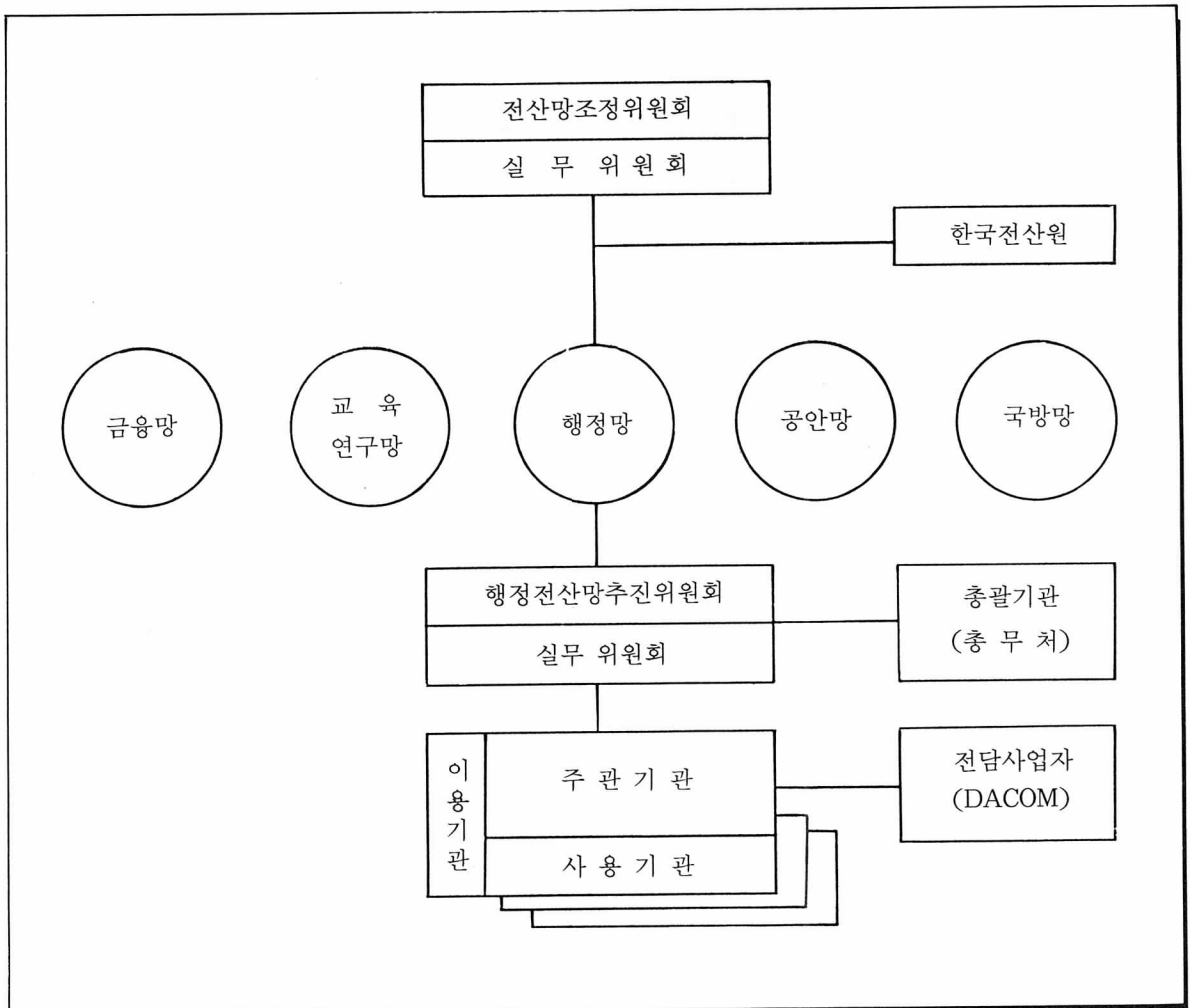 전산망조정위원회
실 무 위원회
한국전산원
금융망
교 육
연구망
행정망
공안망
국방망
행정전산망추진위원회
실무 위원회
총괄기관
(총 무 처)
이용기관
주 관 기 관
사 용 기 관
전담사업자
(DACOM)